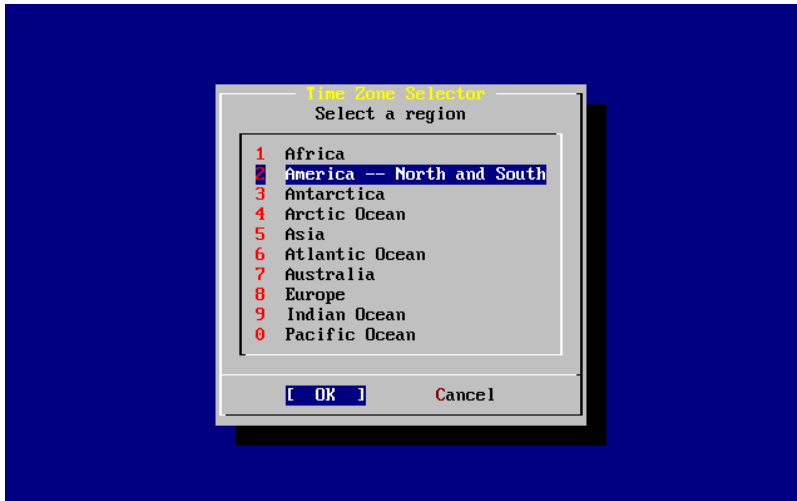 Time Zone Selector
Select a region
1 Africa
2 America -- North and South
3 Antarctica
4 Arctic Ocean
5 Asia
6 Atlantic Ocean
7 Australia
8 Europe
9 Indian Ocean
0 Pacific Ocean
[ OK ] Cancel